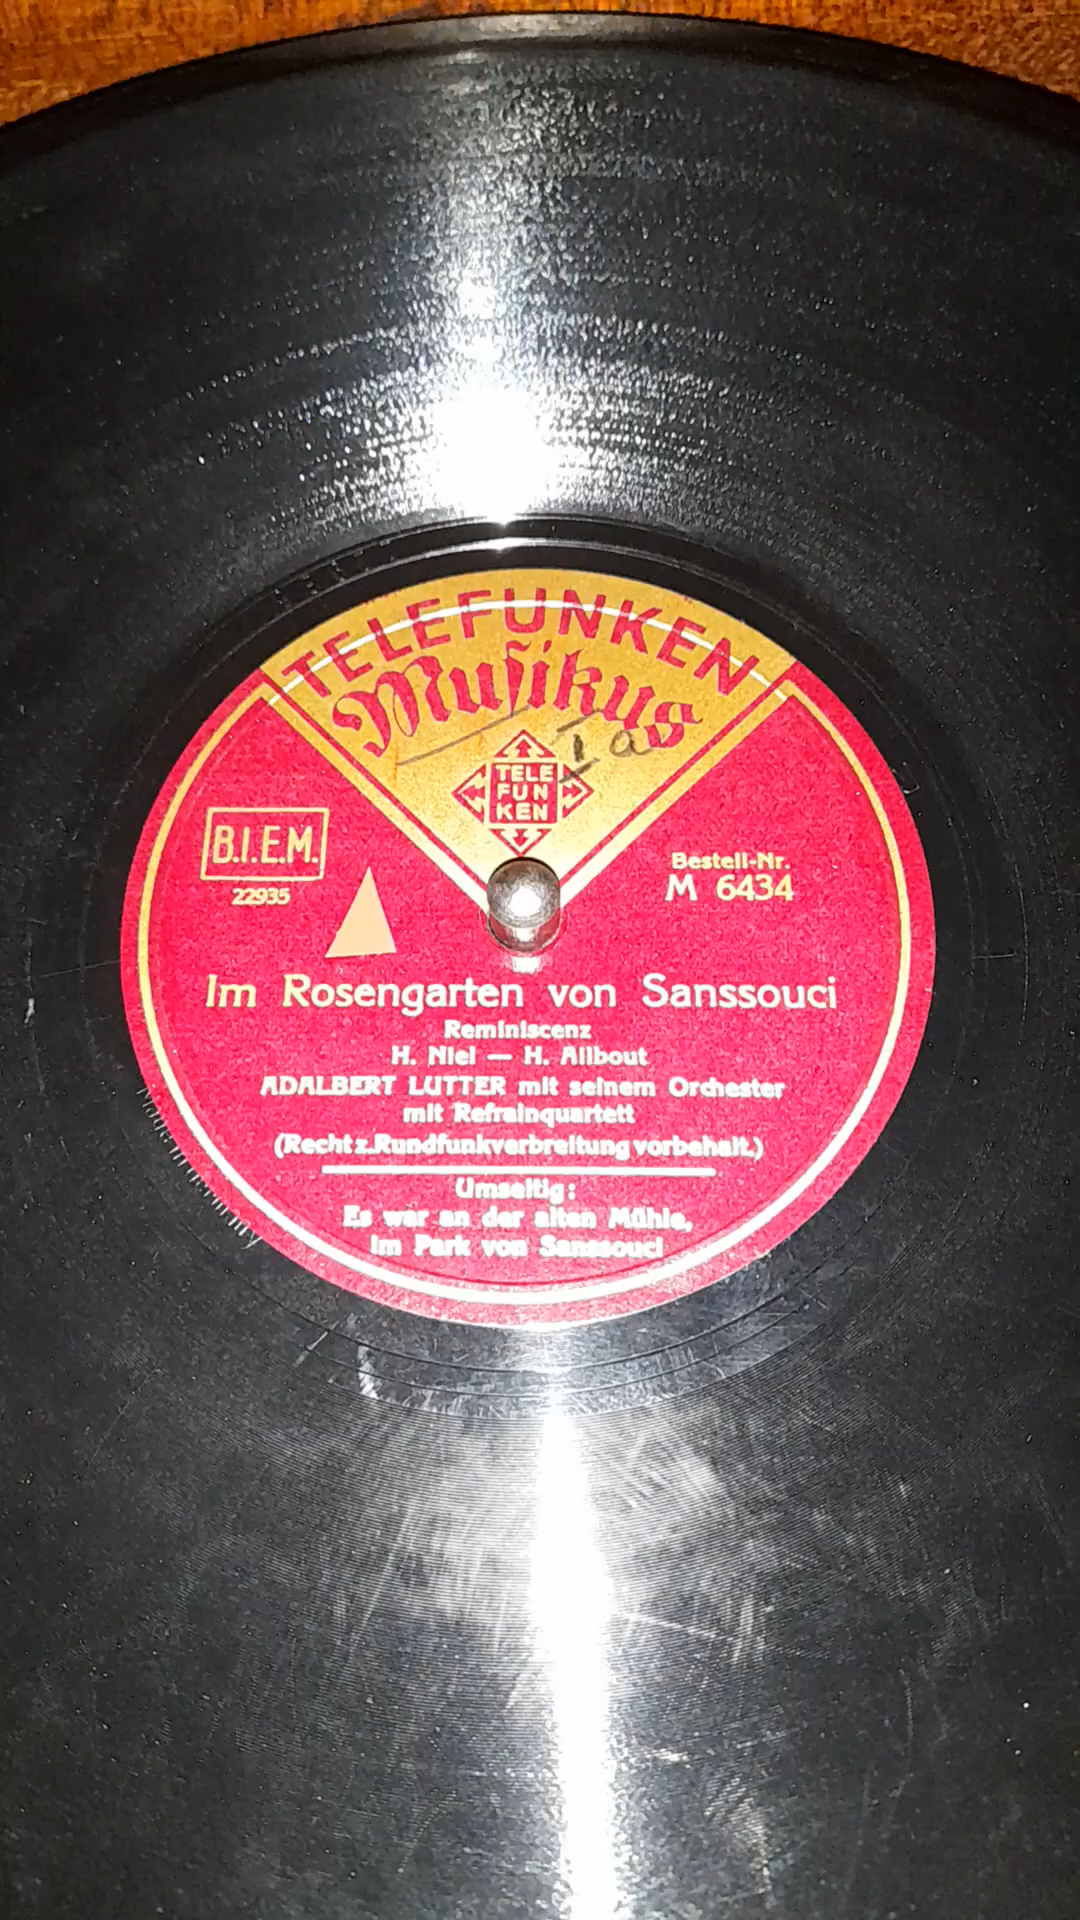 TELEFUNKEN
Musikus
I a
TELE
FUN
KEN
B.I.E.M.
22935
Bestell-Nr.
M 6434
Im Rosengarten von Sanssouci
Reminiscenz
H. Niel — H. Allbout
ADALBERT LUTTER mit seinem Orchester
mit Refrainquartett
(Recht z. Rundfunkverbreitung vorbehalt.)
Umseitig:
Es war an der alten Mühle,
im Park von Sanssouci